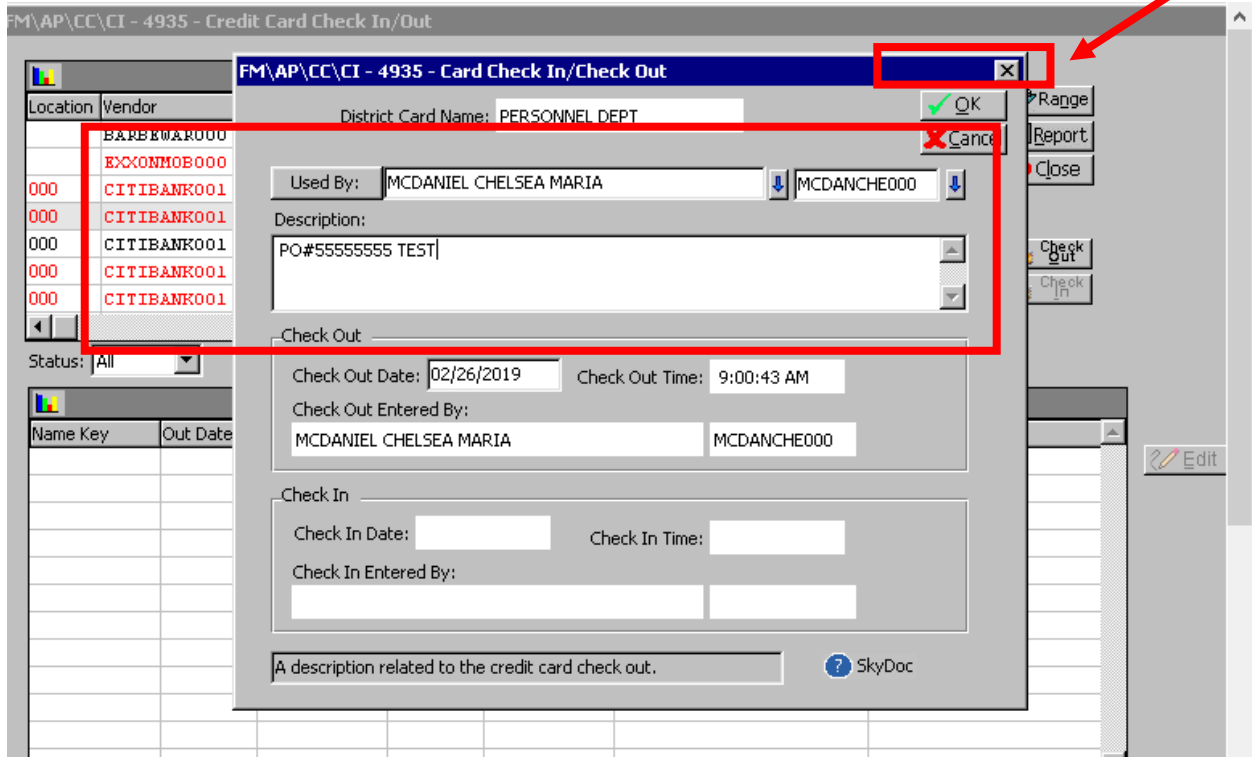 FM\AP\CC\CI - 4935 - Credit Card Check In/Out
FM\AP\CC\CI - 4935 - Card Check In/Check Out
District Card Name: PERSONNEL DEPT
OK
Cancel
Used By: MCDANIEL CHELSEA MARIA MCDANCHE000
Description:
PO#55555555 TEST
Check Out
Check Out Date: 02/26/2019 Check Out Time: 9:00:43 AM
Check Out Entered By:
MCDANIEL CHELSEA MARIA MCDANCHE000
Check In
Check In Date: Check In Time:
Check In Entered By:
A description related to the credit card check out.
? SkyDoc
Location Vendor
BARBEWAR000
EXXONMOB000
000 CITIBANK001
000 CITIBANK001
000 CITIBANK001
000 CITIBANK001
000 CITIBANK001
Status: All
Name Key Out Date
Range
Report
Close
Check
Out
Check
In
Edit